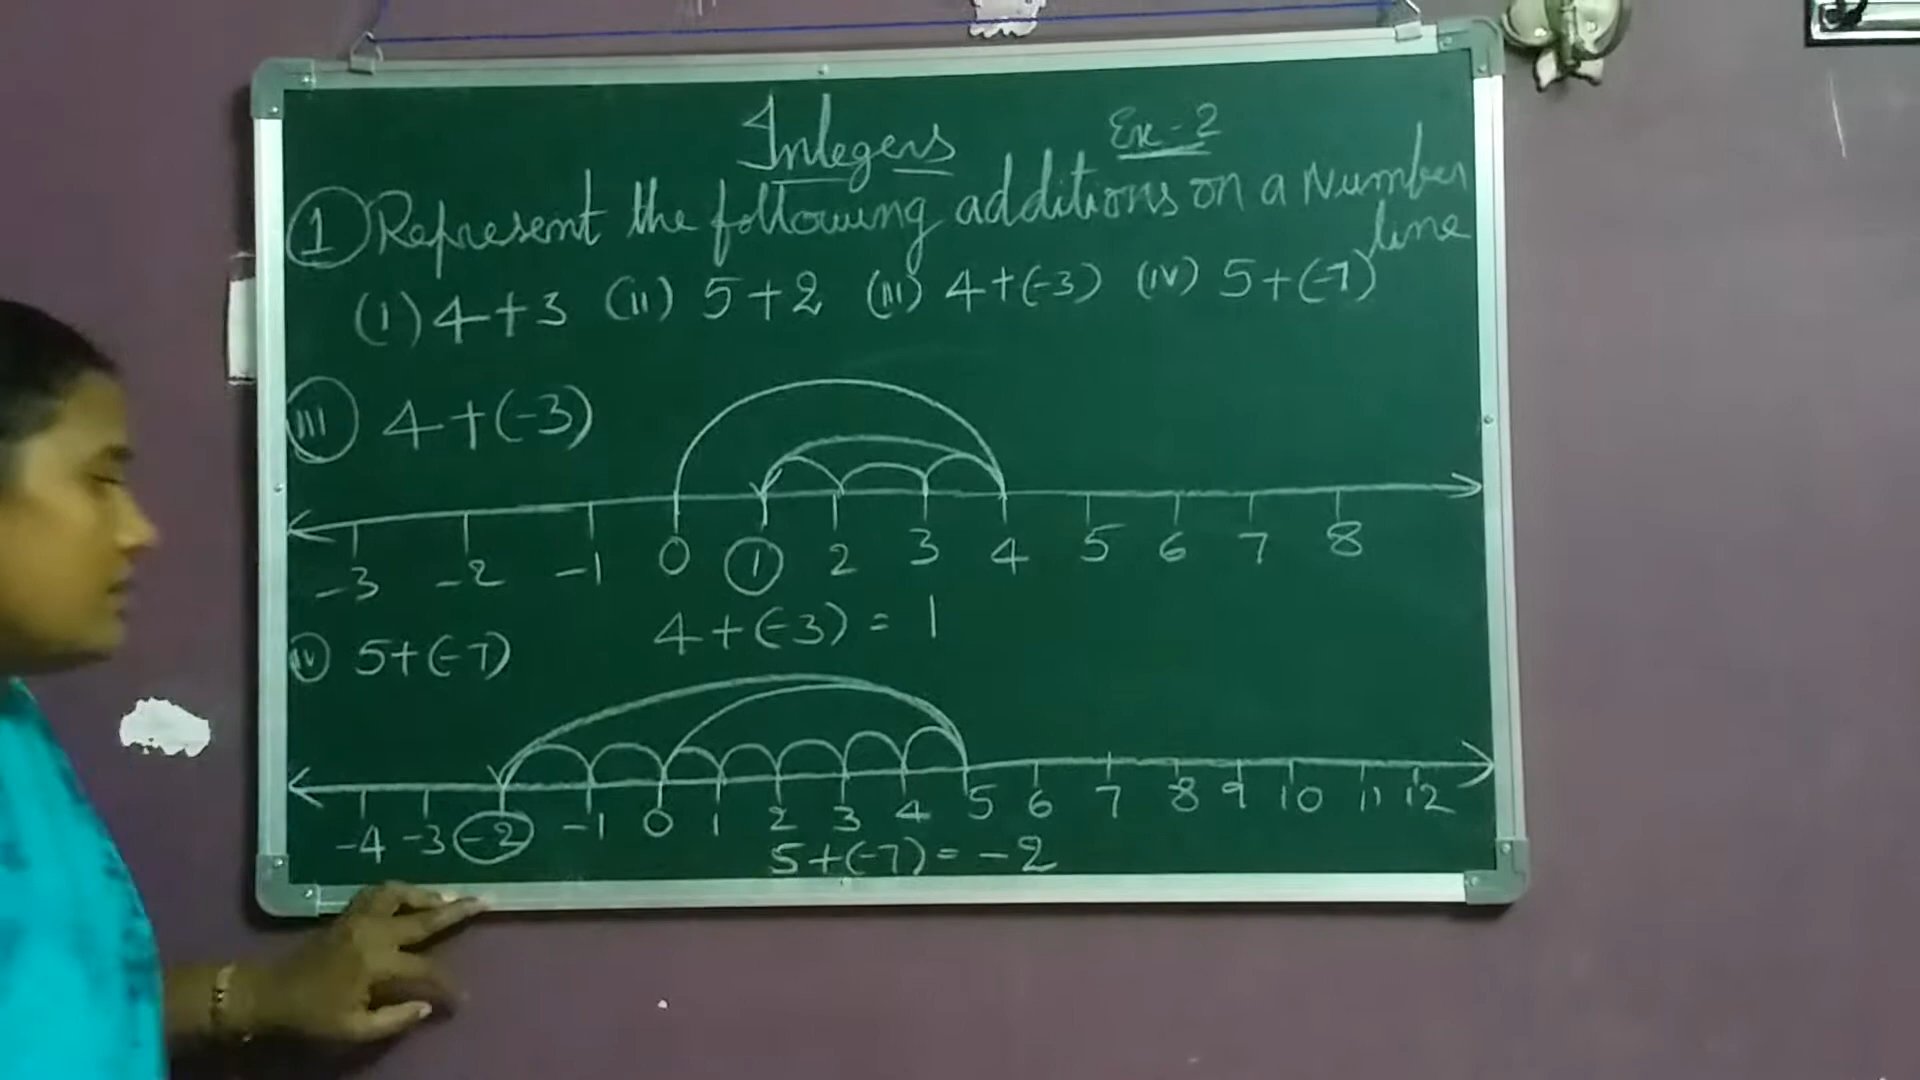 Integers Ex-2
1 Represent the following additions on a Number
line
(i) 4+3 (ii) 5+2 (iii) 4+(-3) (iv) 5+(-7)
iii 4+(-3)
-3 -2 -1 0 1 2 3 4 5 6 7 8
4+(-3) = 1
iv 5+(-7)
-4 -3 -2 -1 0 1 2 3 4 5 6 7 8 9 10 11 12
5+(-7) = -2